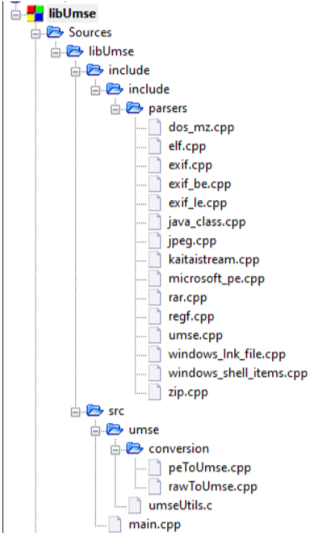 libUmse
Sources
libUmse
include
include
parsers
dos_mz.cpp
elf.cpp
exif.cpp
exif_be.cpp
exif_le.cpp
java_class.cpp
jpeg.cpp
kaitaistream.cpp
microsoft_pe.cpp
rar.cpp
regf.cpp
umse.cpp
windows_lnk_file.cpp
windows_shell_items.cpp
zip.cpp
src
umse
conversion
peToUmse.cpp
rawToUmse.cpp
umseUtils.c
main.cpp